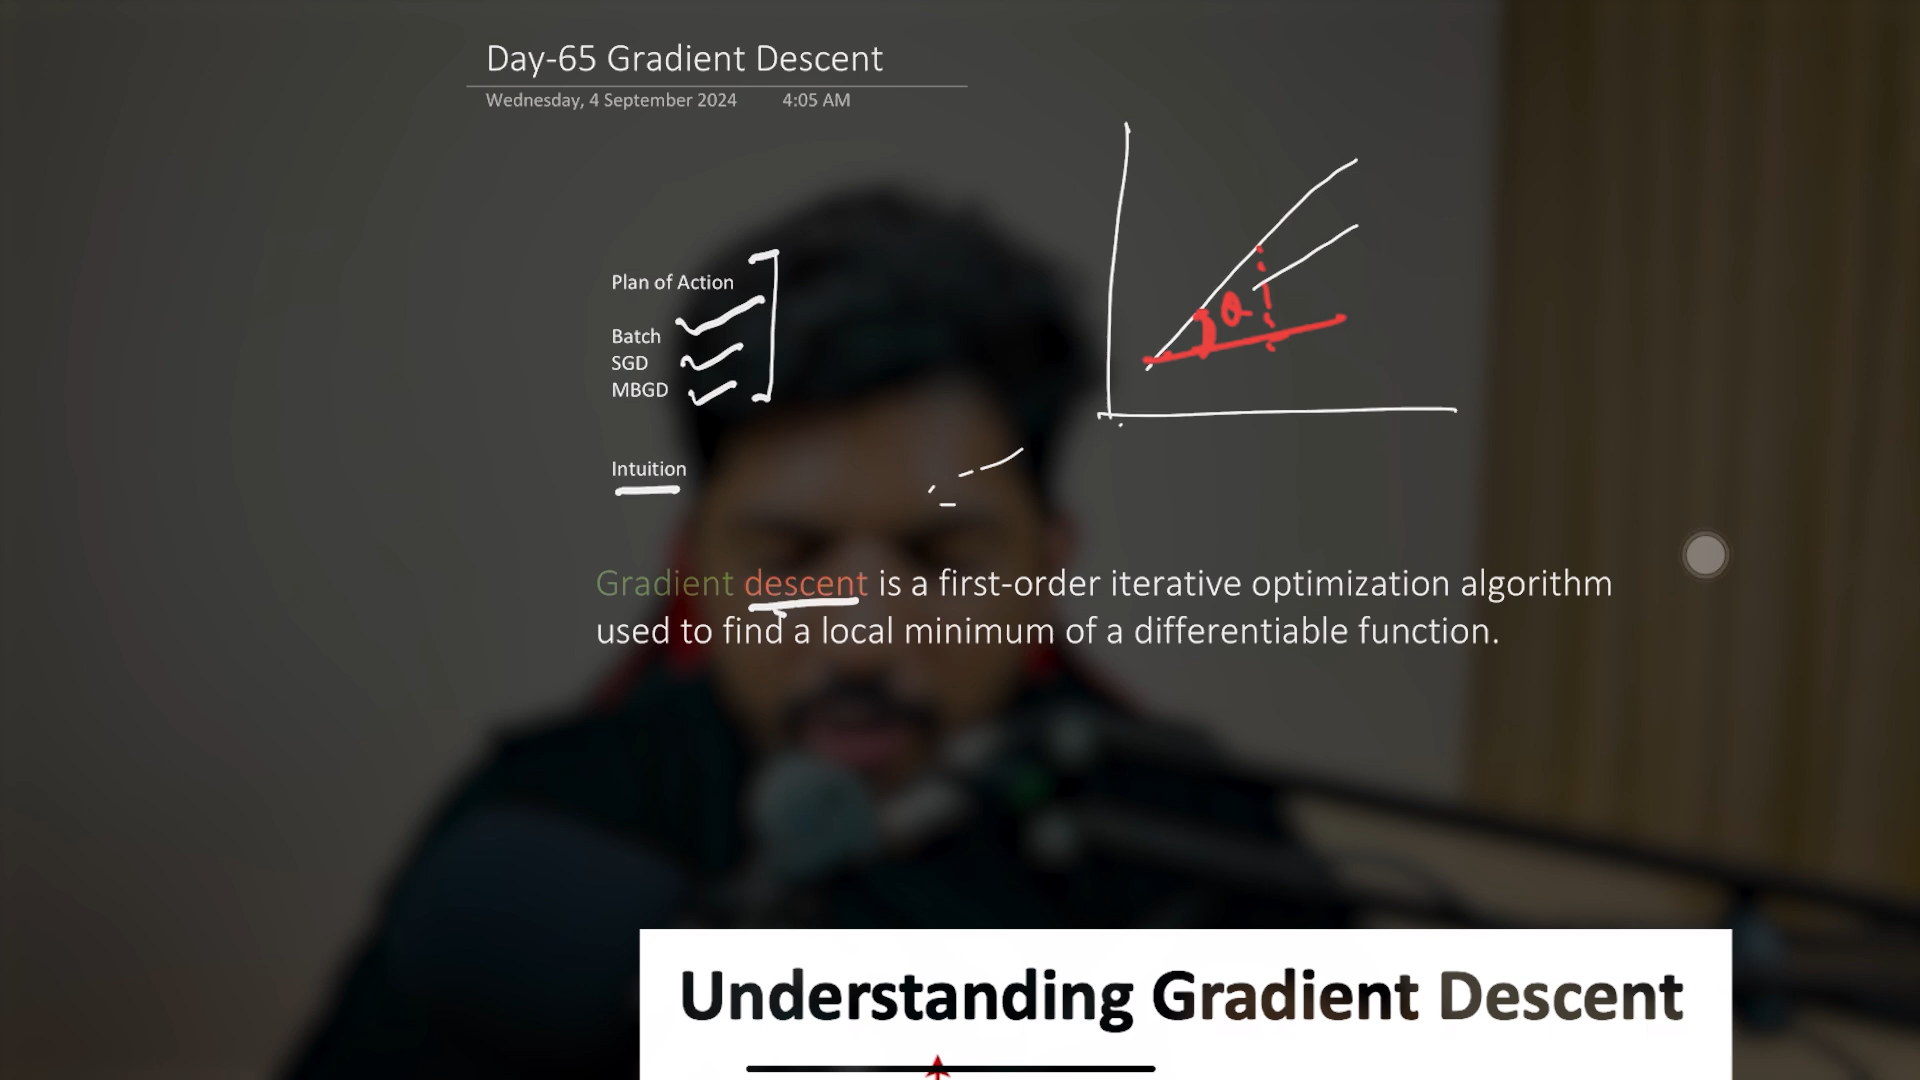 Day-65 Gradient Descent
Wednesday, 4 September 2024 4:05 AM
Plan of Action
Batch
SGD
MBGD
Intuition
Gradient descent is a first-order iterative optimization algorithm
used to find a local minimum of a differentiable function.
Understanding Gradient Descent